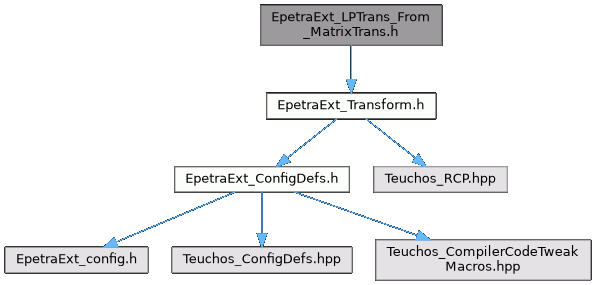 EpetraExt_LPTrans_From
_MatrixTrans.h
EpetraExt_Transform.h
EpetraExt_ConfigDefs.h
Teuchos_RCP.hpp
EpetraExt_config.h
Teuchos_ConfigDefs.hpp
Teuchos_CompilerCodeTweak
Macros.hpp